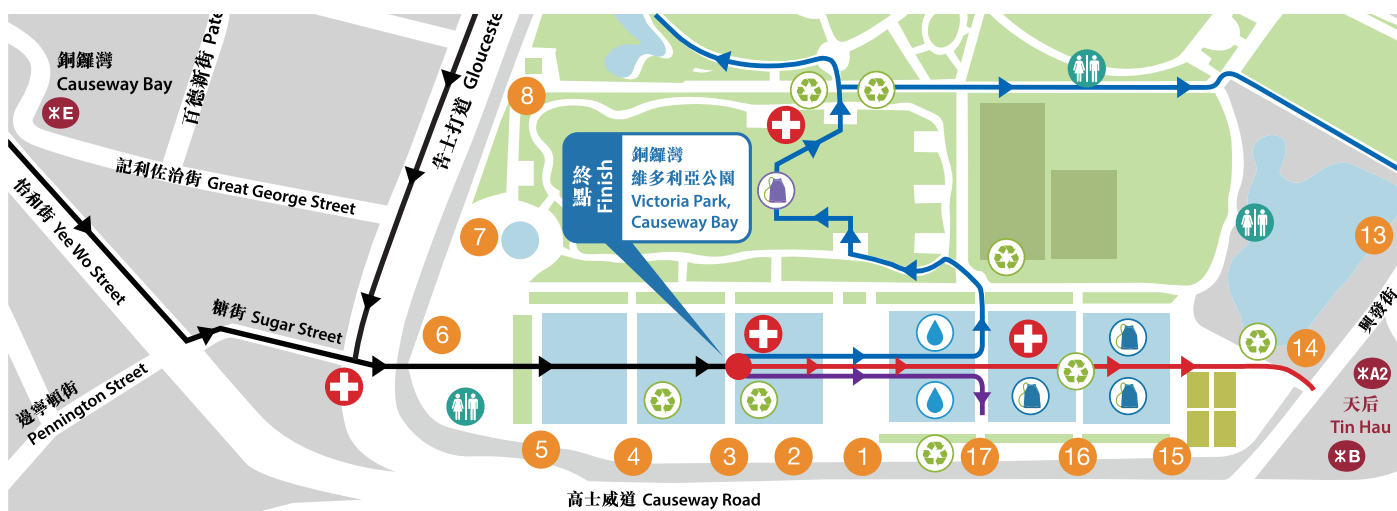 銅鑼灣
Causeway Bay
E
百德新街 Pate
告士打道 Glouceste
記利佐治街 Great George Street
怡和街 Yee Wo Street
糖街 Sugar Street
邊寧頓街
Pennington Street
終點
Finish
銅鑼灣
維多利亞公園
Victoria Park,
Causeway Bay
8
7
6
5
4
3
2
1
17
16
15
14
13
興發街
A2
天后
Tin Hau
B
高士威道 Causeway Road